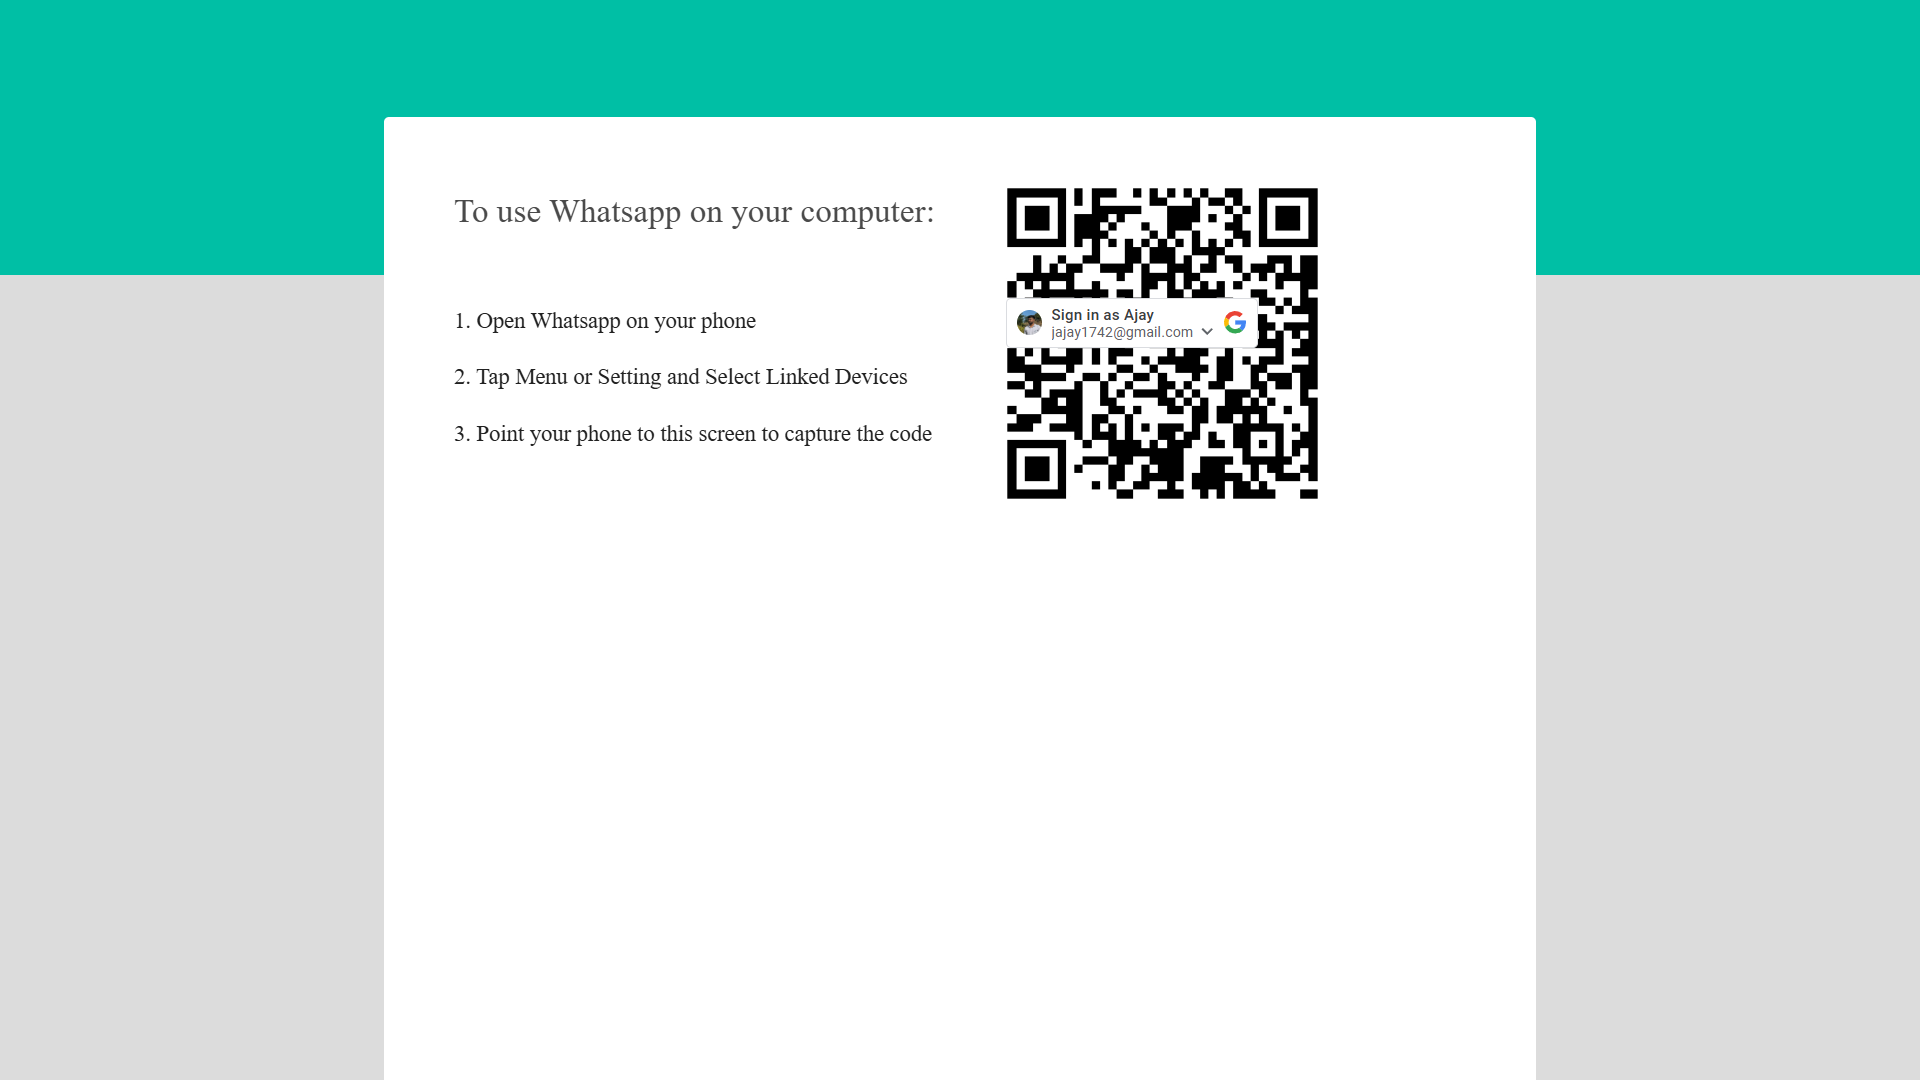 To use Whatsapp on your computer:
1. Open Whatsapp on your phone
2. Tap Menu or Setting and Select Linked Devices
3. Point your phone to this screen to capture the code
Sign in as Ajay
jajay1742@gmail.com